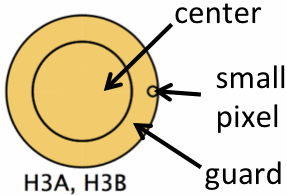 center
small
pixel
guard
H3A, H3B